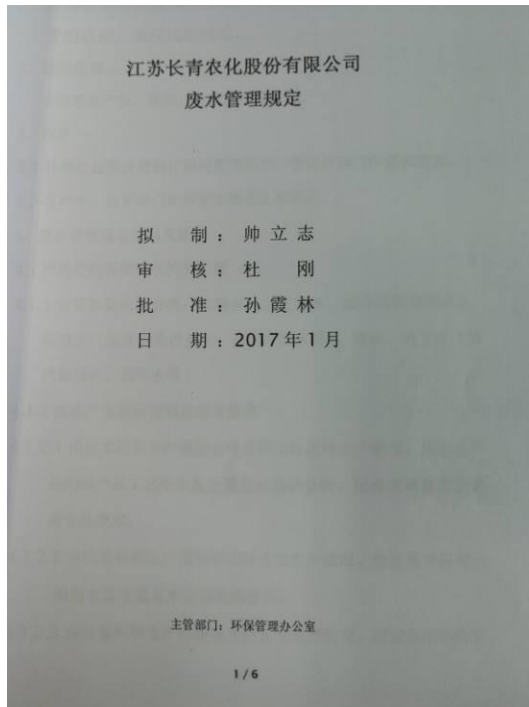 江苏长青农化股份有限公司
废水管理规定
拟 制：帅立志
审 核：杜 刚
批 准：孙霞林
日 期：2017年1月
主管部门：环保管理办公室
1/6